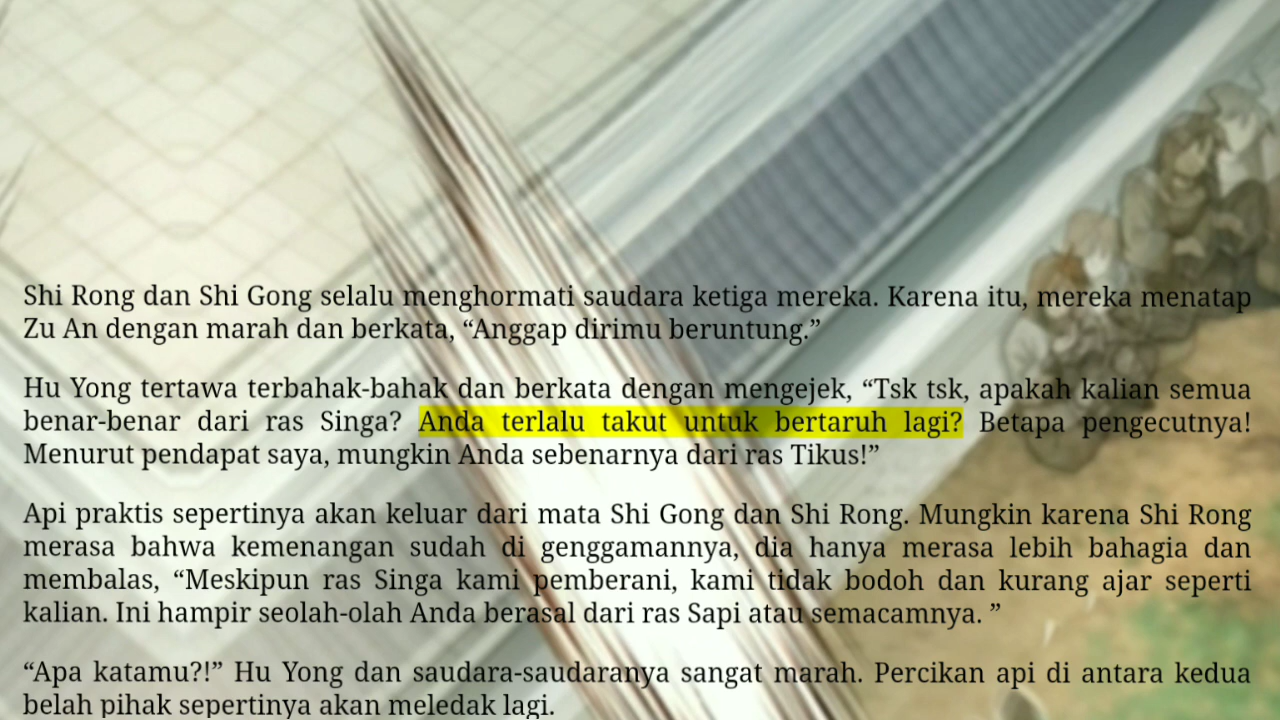 Shi Rong dan Shi Gong selalu menghormati saudara ketiga mereka. Karena itu, mereka menatap
Zu An dengan marah dan berkata, “Anggap dirimu beruntung.”
Hu Yong tertawa terbahak-bahak dan berkata dengan mengejek, “Tsk tsk, apakah kalian semua
benar-benar dari ras Singa? Anda terlalu takut untuk bertaruh lagi? Betapa pengecutnya!
Menurut pendapat saya, mungkin Anda sebenarnya dari ras Tikus!”
Api praktis sepertinya akan keluar dari mata Shi Gong dan Shi Rong. Mungkin karena Shi Rong
merasa bahwa kemenangan sudah di genggamannya, dia hanya merasa lebih bahagia dan
membalas, “Meskipun ras Singa kami pemberani, kami tidak bodoh dan kurang ajar seperti
kalian. Ini hampir seolah-olah Anda berasal dari ras Sapi atau semacamnya. ”
“Apa katamu?!” Hu Yong dan saudara-saudaranya sangat marah. Percikan api di antara kedua
belah pihak sepertinya akan meledak lagi.